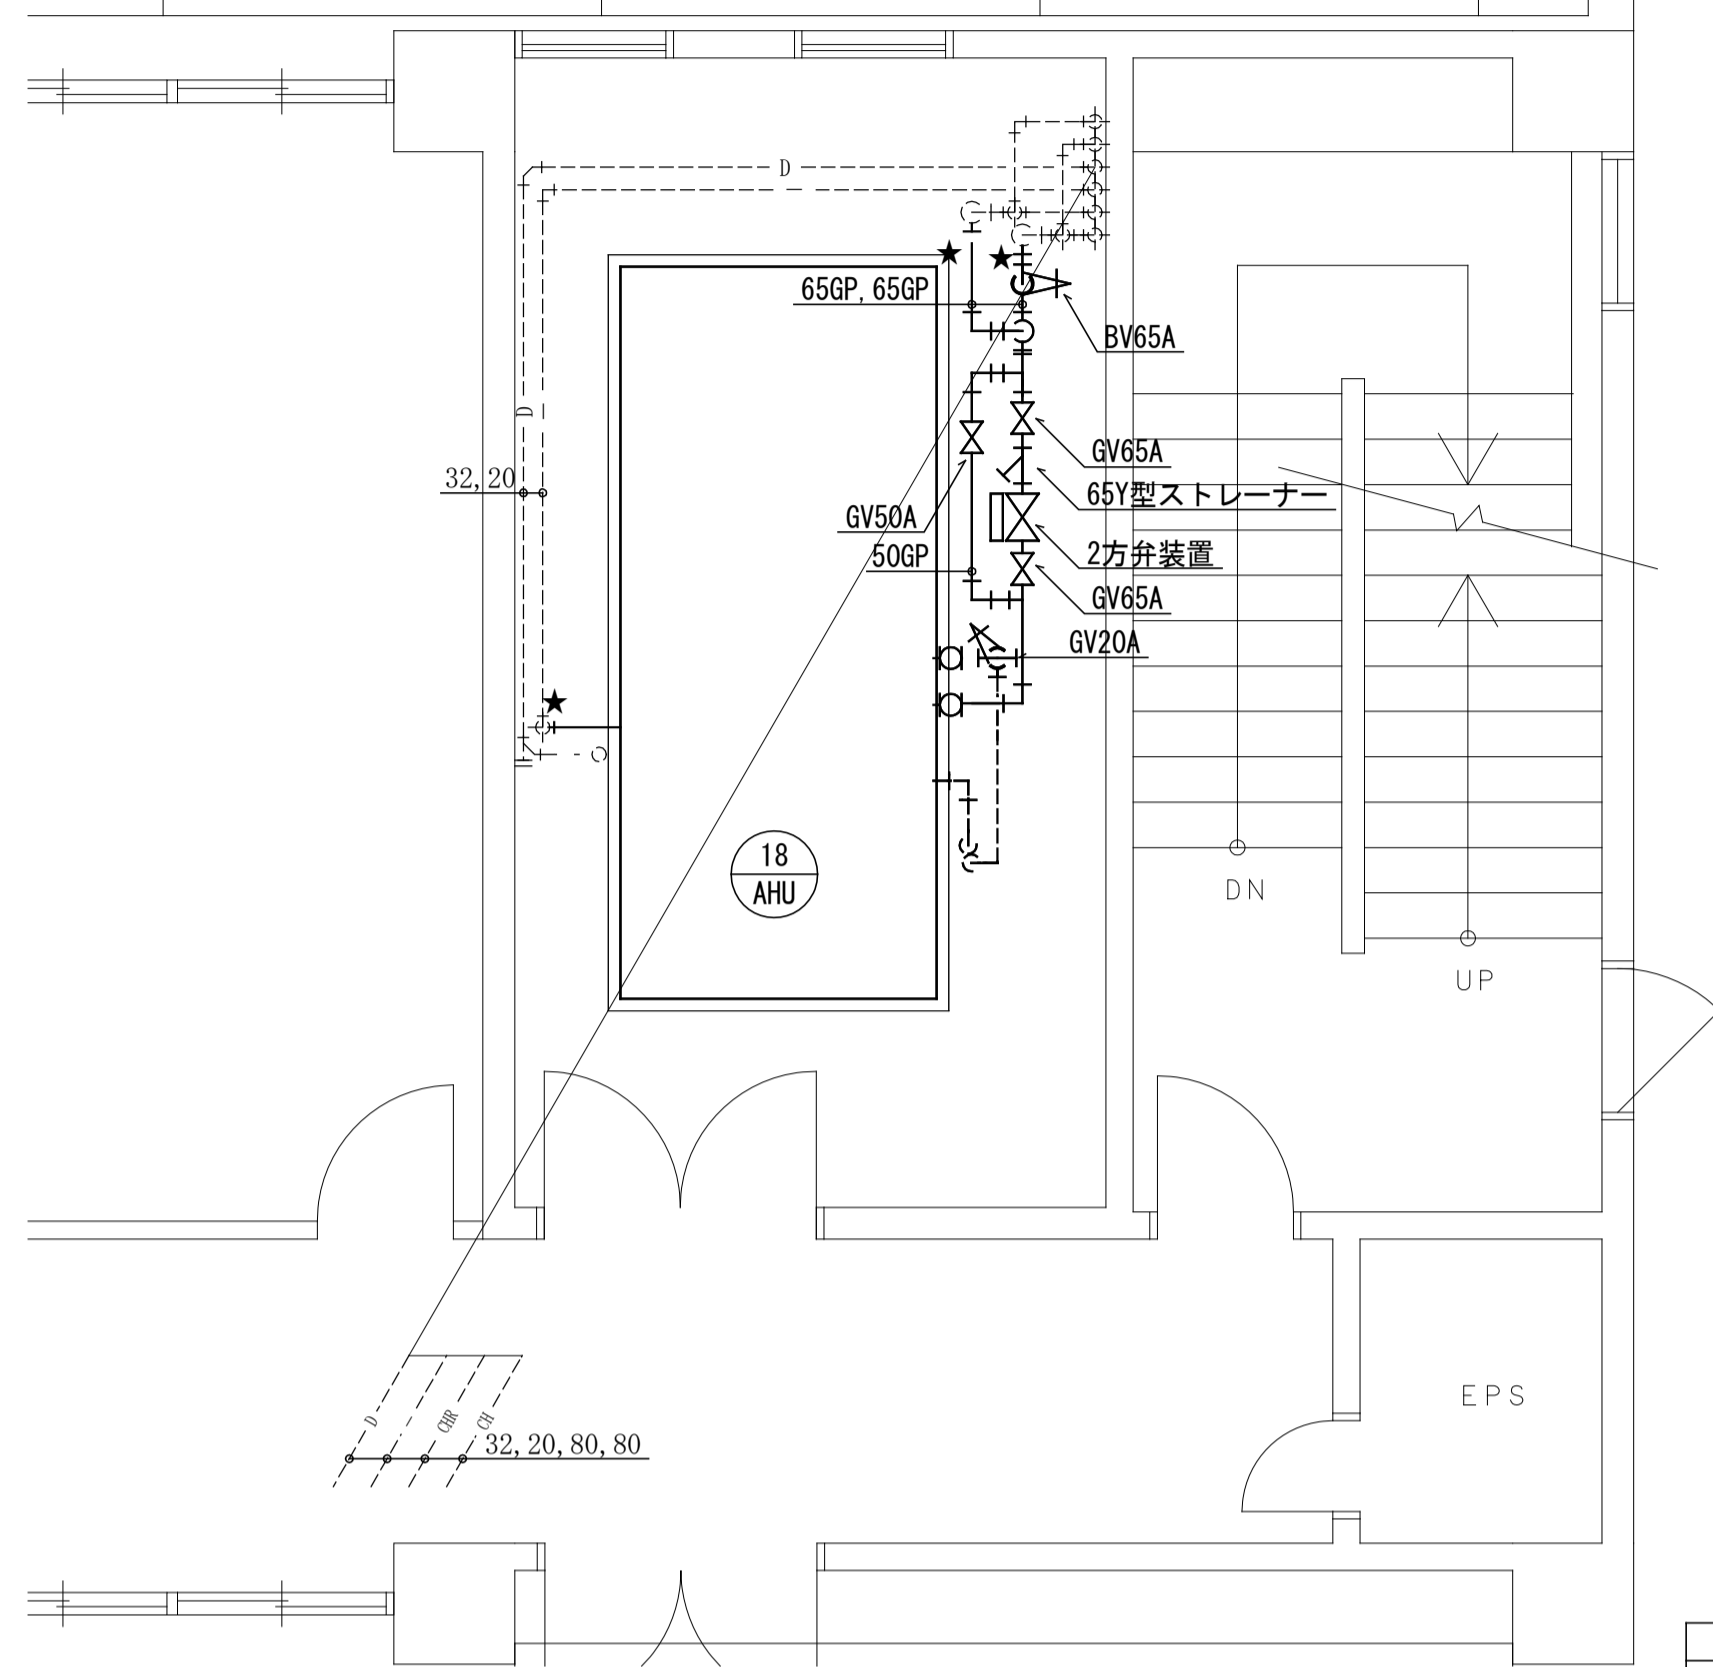 D
65GP, 65GP
BV65A
D
GV65A
32, 20
65Y型ストレーナー
GV50A
2方弁装置
50GP
GV65A
GV20A
18
AHU
DN
UP
EPS
D
CHR
CH
32, 20, 80, 80